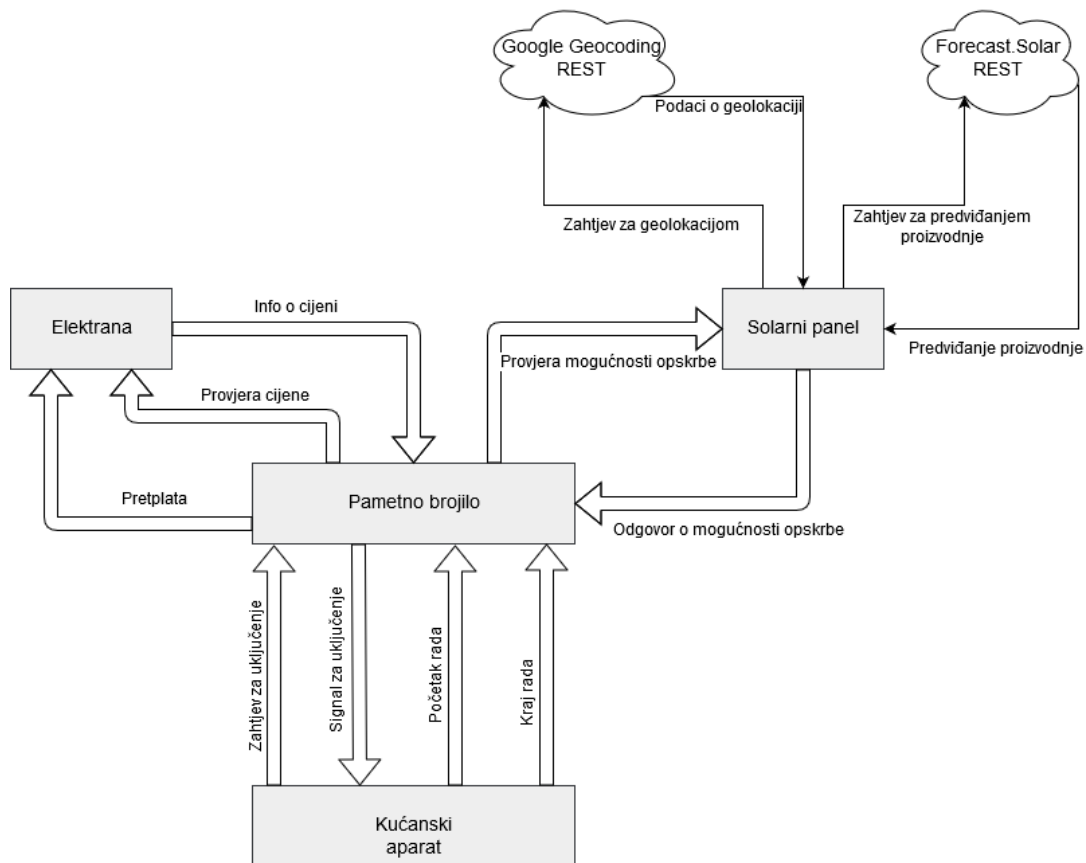 Google Geocoding
REST
Forecast.Solar
REST
Podaci o geolokaciji
Zahtjev za geolokacijom
Zahtjev za predviđanjem
proizvodnje
Elektrana
Info o cijeni
Solarni panel
Provjera mogućnosti opskrbe
Predviđanje proizvodnje
Provjera cijene
Pretplata
Pametno brojilo
Odgovor o mogućnosti opskrbe
Zahtjev za uključenje
Signal za uključenje
Početak rada
Kraj rada
Kućanski
aparat